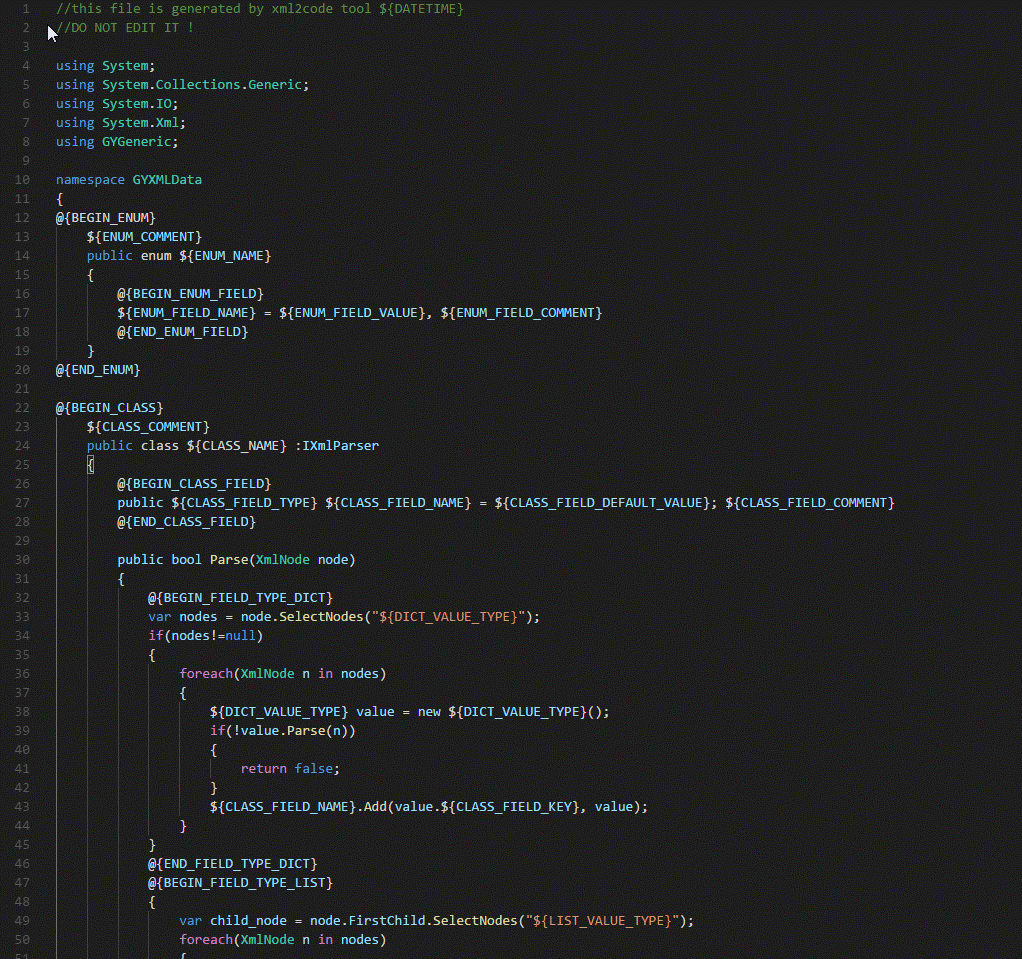 1 //this file is generated by xml2code tool ${DATETIME}
2 //DO NOT EDIT IT !
3
4 using System;
5 using System.Collections.Generic;
6 using System.IO;
7 using System.Xml;
8 using GYGeneric;
9
10 namespace GYXMLData
11 {
12 @{BEGIN_ENUM}
13 ${ENUM_COMMENT}
14 public enum ${ENUM_NAME}
15 {
16 @{BEGIN_ENUM_FIELD}
17 ${ENUM_FIELD_NAME} = ${ENUM_FIELD_VALUE}, ${ENUM_FIELD_COMMENT}
18 @{END_ENUM_FIELD}
19 }
20 @{END_ENUM}
21
22 @{BEGIN_CLASS}
23 ${CLASS_COMMENT}
24 public class ${CLASS_NAME} :IXmlParser
25 {
26 @{BEGIN_CLASS_FIELD}
27 public ${CLASS_FIELD_TYPE} ${CLASS_FIELD_NAME} = ${CLASS_FIELD_DEFAULT_VALUE}; ${CLASS_FIELD_COMMENT}
28 @{END_CLASS_FIELD}
29
30 public bool Parse(XmlNode node)
31 {
32 @{BEGIN_FIELD_TYPE_DICT}
33 var nodes = node.SelectNodes("${DICT_VALUE_TYPE}");
34 if(nodes!=null)
35 {
36 foreach(XmlNode n in nodes)
37 {
38 ${DICT_VALUE_TYPE} value = new ${DICT_VALUE_TYPE}();
39 if(!value.Parse(n))
40 {
41 return false;
42 }
43 ${CLASS_FIELD_NAME}.Add(value.${CLASS_FIELD_KEY}, value);
44 }
45 }
46 @{END_FIELD_TYPE_DICT}
47 @{BEGIN_FIELD_TYPE_LIST}
48 {
49 var child_node = node.FirstChild.SelectNodes("${LIST_VALUE_TYPE}");
50 foreach(XmlNode n in nodes)
51 {